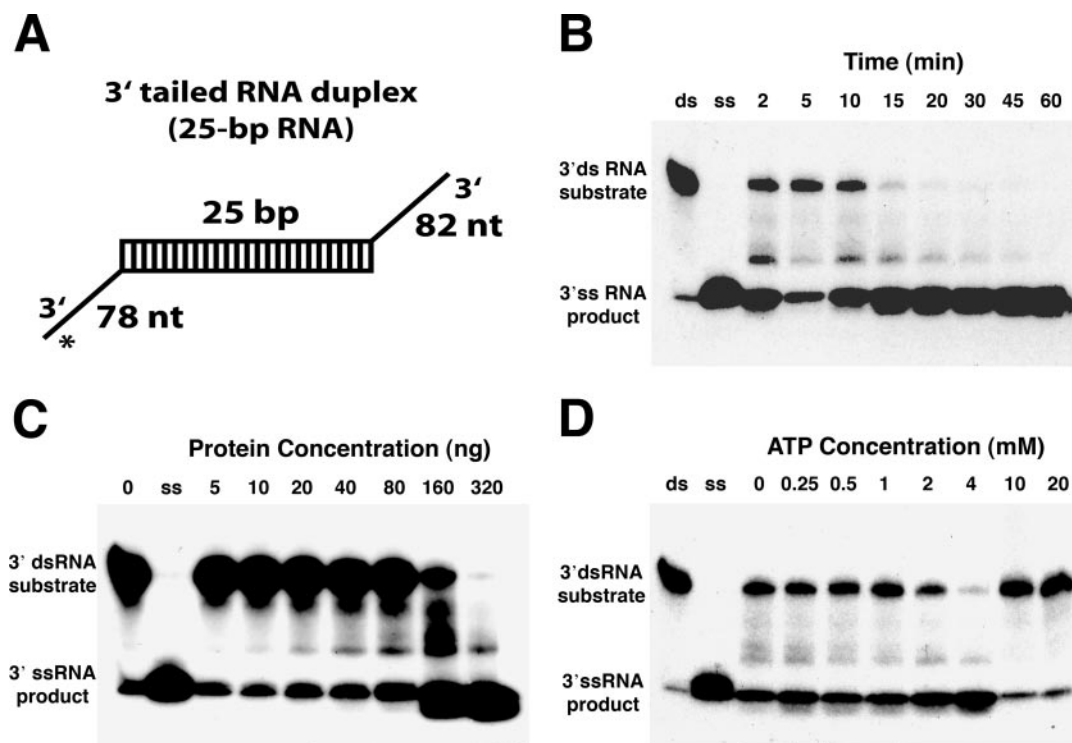 A
3‘ tailed RNA duplex
(25-bp RNA)
3‘
25 bp
82 nt
3‘
78 nt
*
B
Time (min)
ds ss 2 5 10 15 20 30 45 60
3’ds RNA
substrate
3’ss RNA
product
C
Protein Concentration (ng)
0 ss 5 10 20 40 80 160 320
3’ dsRNA
substrate
3’ ssRNA
product
D
ATP Concentration (mM)
ds ss 0 0.25 0.5 1 2 4 10 20
3’dsRNA
substrate
3’ssRNA
product